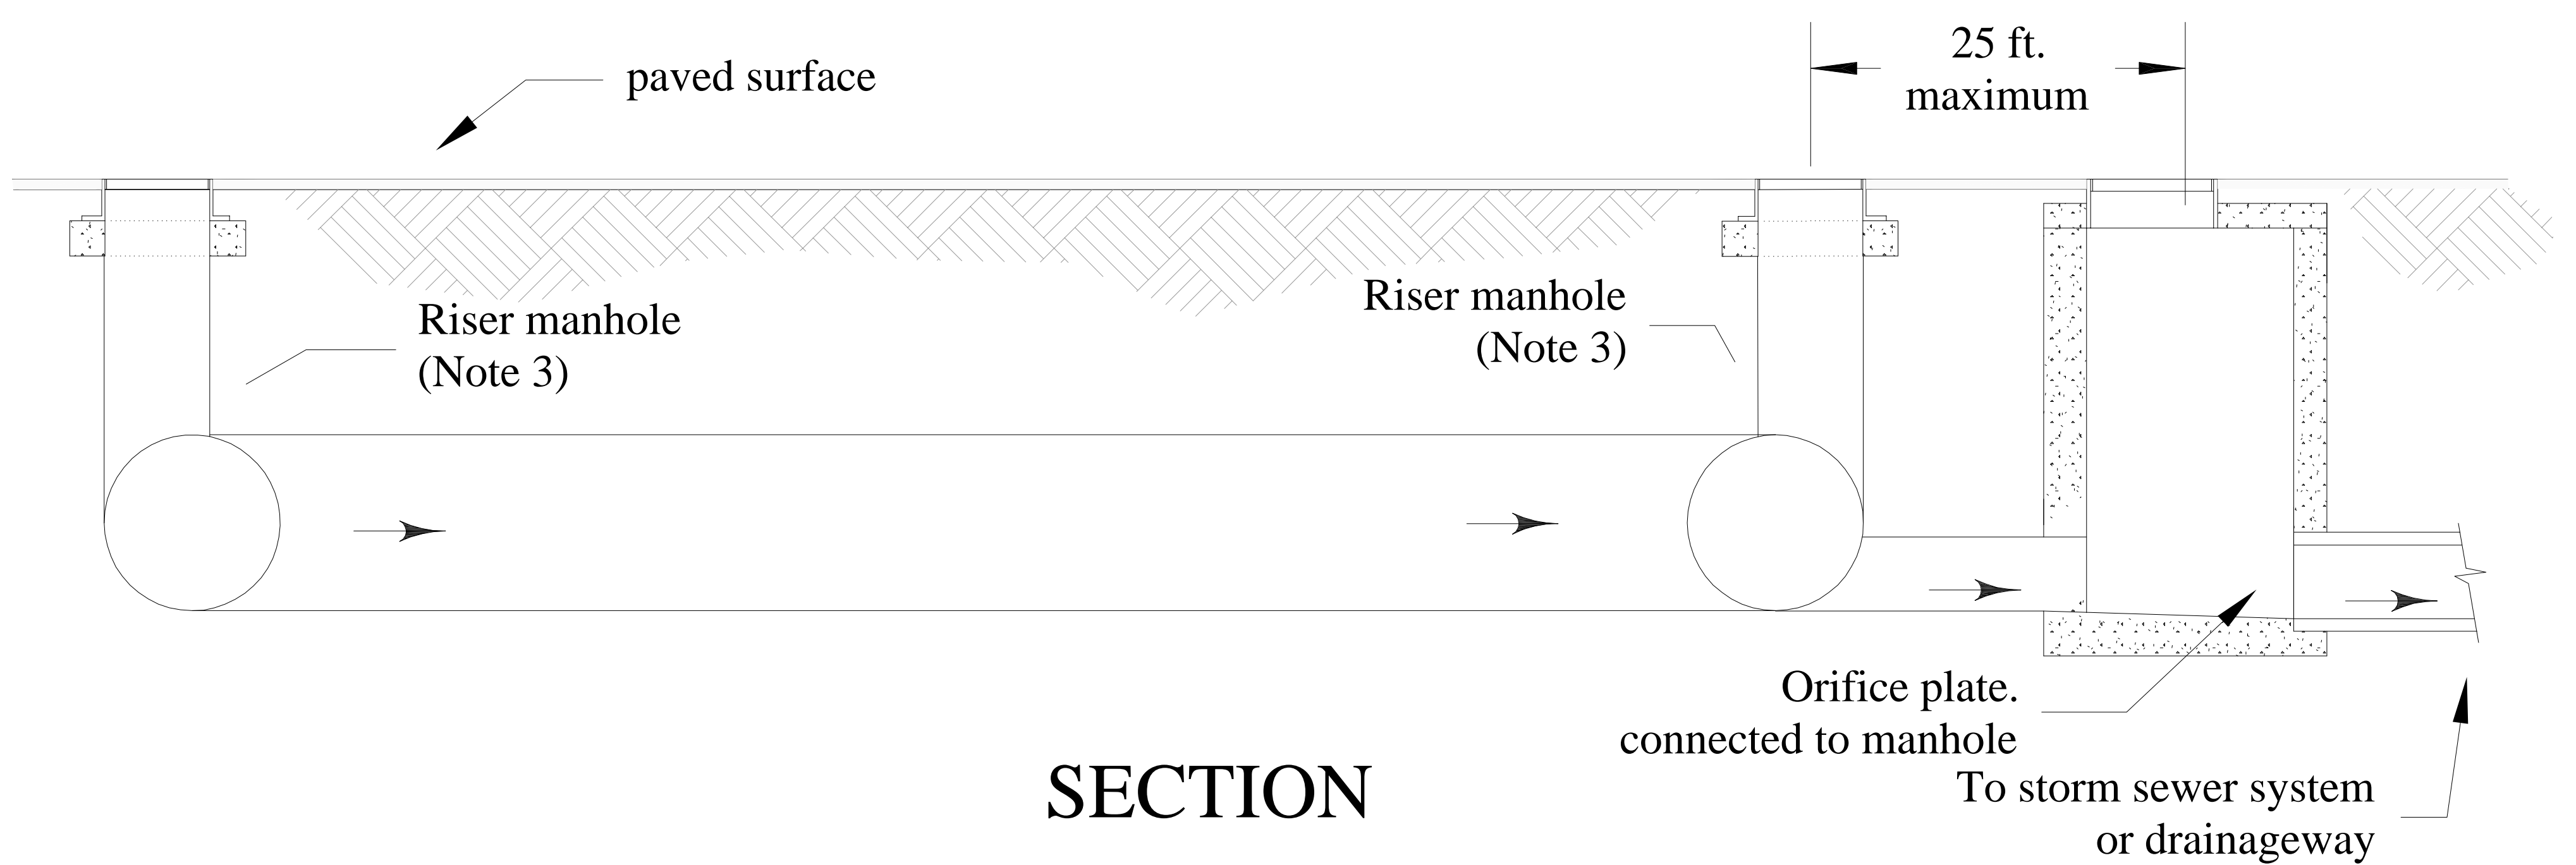 25 ft.
maximum
paved surface
Riser manhole
(Note 3)
Riser manhole
(Note 3)
Orifice plate.
connected to manhole
To storm sewer system
or drainageway
SECTION